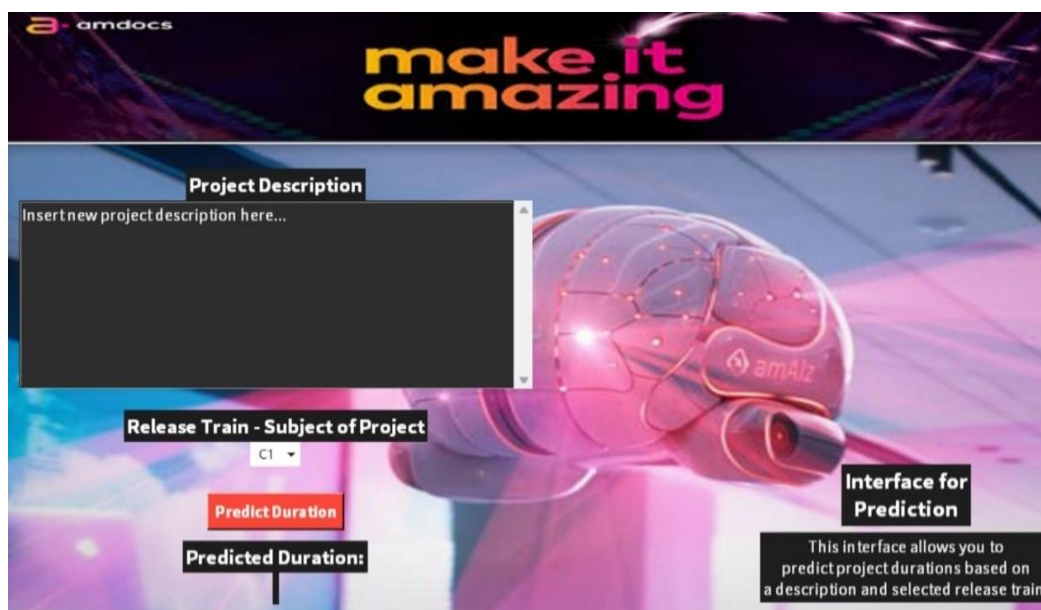 amdocs
make it
amazing
Project Description
Insert new project description here...
amAIz
Release Train - Subject of Project
C1
Predict Duration
Predicted Duration:
Interface for
Prediction
This interface allows you to
predict project durations based on
a description and selected release train